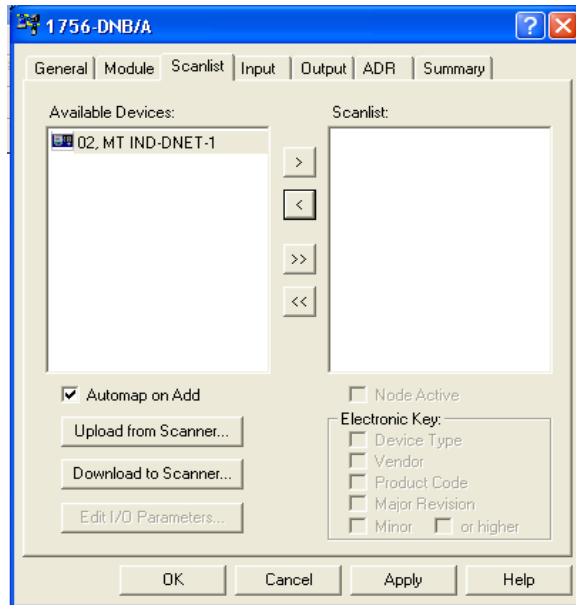 1756-DNB/A
General Module Scanlist Input Output ADR Summary
Available Devices:
Scanlist:
02, MT IND-DNET-1
>
<
>>
<<
Automap on Add
Node Active
Upload from Scanner...
Electronic Key:
Device Type
Vendor
Download to Scanner...
Product Code
Major Revision
Edit I/O Parameters...
Minor or higher
OK Cancel Apply Help